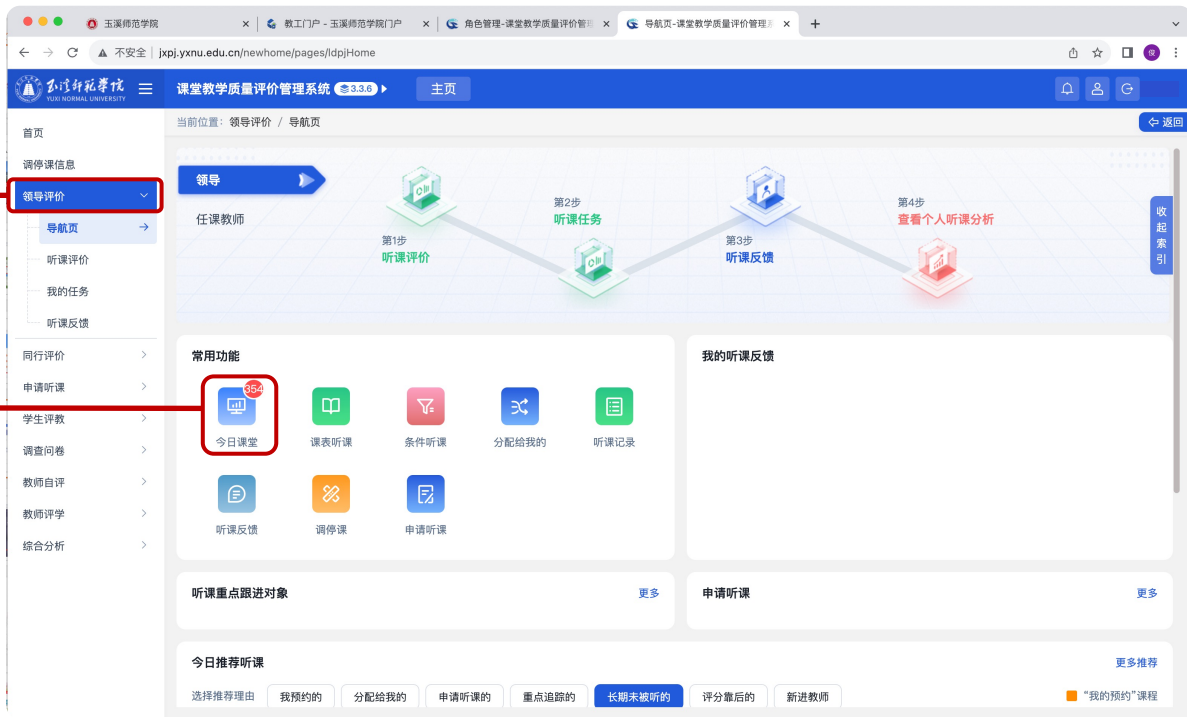 玉溪师范学院
教工门户 - 玉溪师范学院门户
角色管理-课堂教学质量评价管
导航页-课堂教学质量评价管理
不安全 | jxpj.yxnu.edu.cn/newhome/pages/ldpjHome
俊
玉溪师范学院
YUXI NORMAL UNIVERSITY
课堂教学质量评价管理系统
3.3.6
主页
首页
调停课信息
领导评价
导航页
听课评价
我的任务
听课反馈
同行评价
申请听课
学生评教
调查问卷
教师自评
教师评学
综合分析
当前位置: 领导评价 / 导航页
返回
领导
任课教师
第1步
听课评价
第2步
听课任务
第3步
听课反馈
第4步
查看个人听课分析
收起索引
常用功能
354
今日课堂
课表听课
条件听课
分配给我的
听课记录
听课反馈
调停课
申请听课
我的听课反馈
听课重点跟进对象
更多
申请听课
更多
今日推荐听课
更多推荐
选择推荐理由
我预约的
分配给我的
申请听课的
重点追踪的
长期未被听的
评分靠后的
新进教师
"我的预约"课程